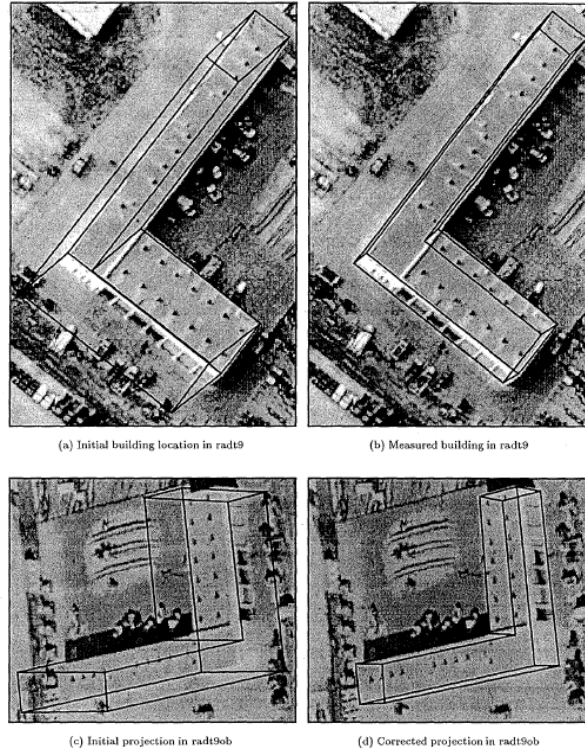 (a) Initial building location in radt9
(b) Measured building in radt9
(c) Initial projection in radt9ob
(d) Corrected projection in radt9ob